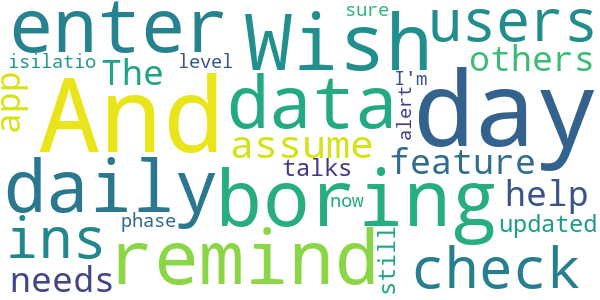 sure
enter Wish users
isilatio The level others
app And data I'm day
alert
assume
daily boring talks feature
now help
phase still updated
ins remind check
needs